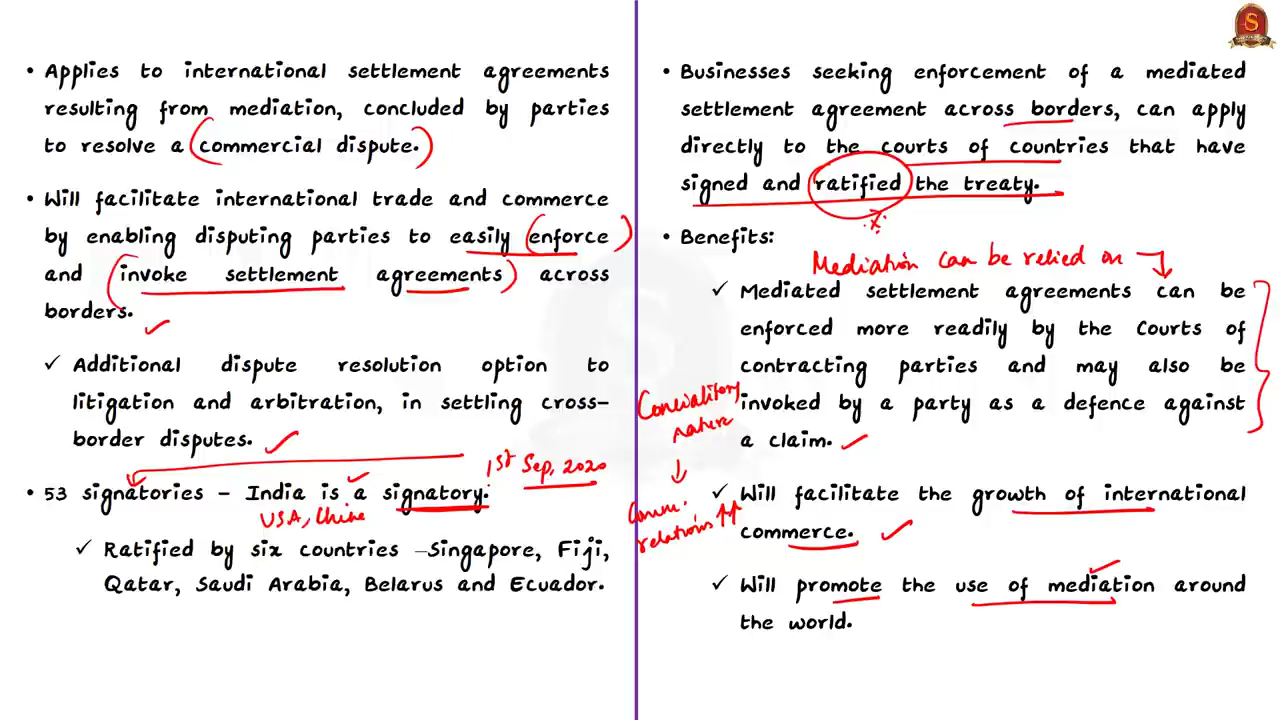 • Applies to international settlement agreements
resulting from mediation, concluded by parties
to resolve a (commercial dispute.)
• Will facilitate international trade and commerce
by enabling disputing parties to easily (enforce)
and (invoke settlement agreements) across
borders.
✓ Additional dispute resolution option to
litigation and arbitration, in settling cross-
border disputes.
1st Sep, 2020
• 53 signatories - India is a signatory.
USA, China
✓ Ratified by six countries –Singapore, Fiji,
Qatar, Saudi Arabia, Belarus and Ecuador.
• Businesses seeking enforcement of a mediated
settlement agreement across borders, can apply
directly to the courts of countries that have
signed and ratified the treaty.
• Benefits:
Mediation can be relied on
✓ Mediated settlement agreements can be
enforced more readily by the Courts of
contracting parties and may also be
invoked by a party as a defence against
a claim.
nature
✓ Will facilitate the growth of international
commerce.
Comm.
relations
✓ Will promote the use of mediation around
the world.